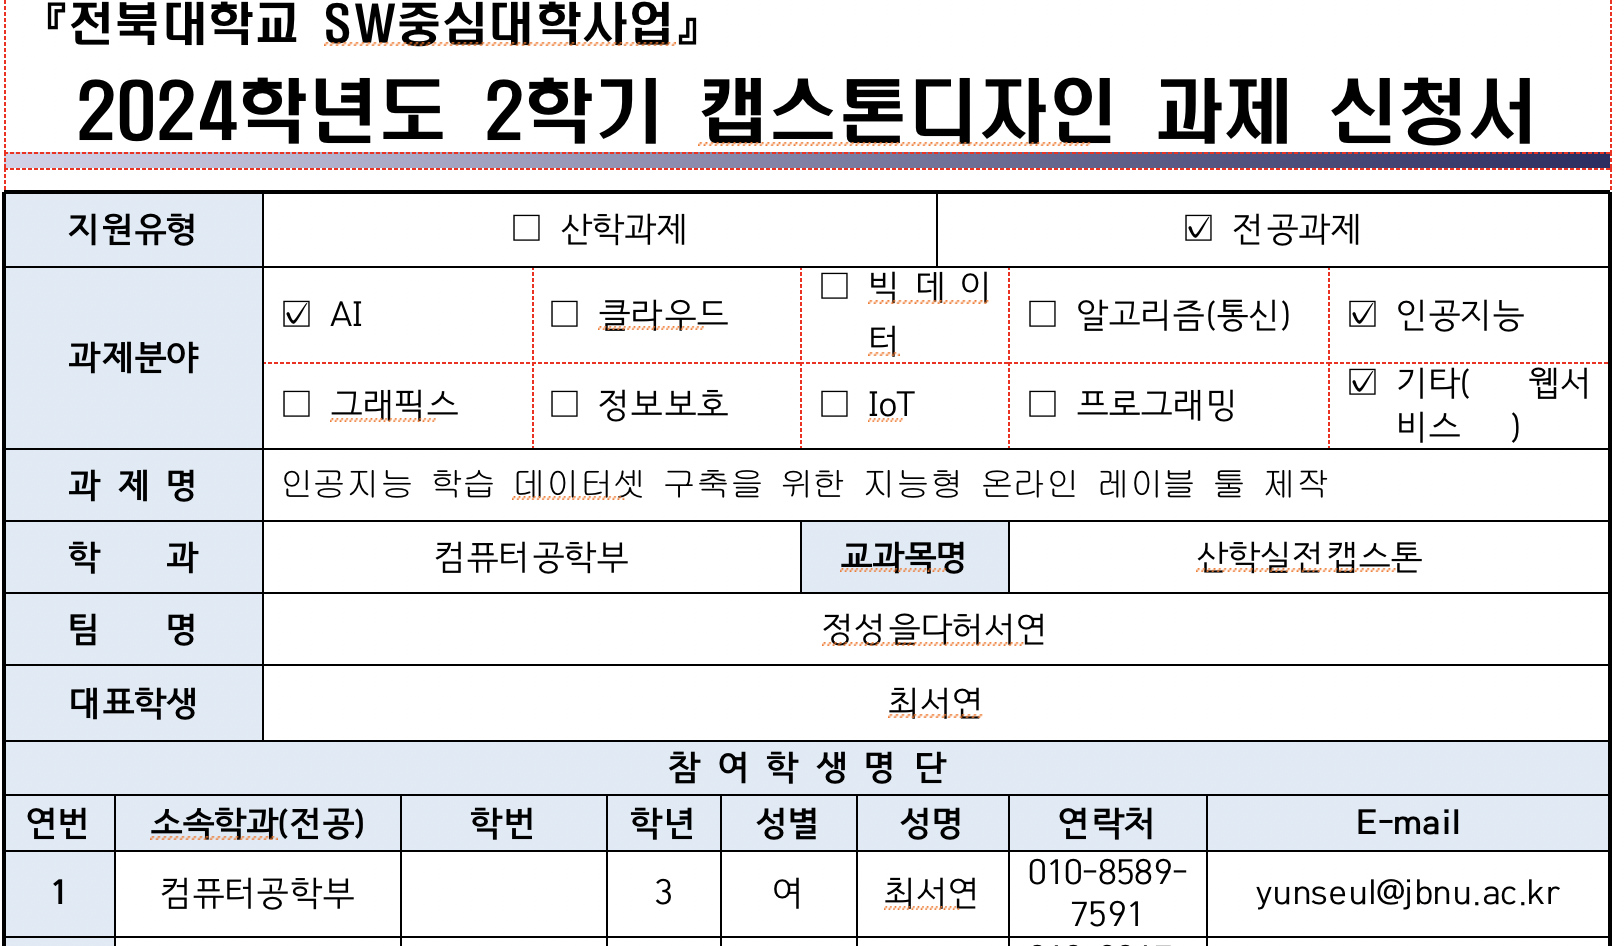 『전북대학교 SW중심대학사업』
2024학년도 2학기 캡스톤디자인 과제 신청서
지원유형 ☐ 산학과제 ☑ 전공과제
과제분야
☑ AI ☐ 클라우드 ☐ 빅데이터 ☐ 알고리즘(통신) ☑ 인공지능
☐ 그래픽스 ☐ 정보보호 ☐ IoT ☐ 프로그래밍 ☑ 기타( 웹서비스 )
과 제 명 인공지능 학습 데이터셋 구축을 위한 지능형 온라인 레이블 툴 제작
학 과 컴퓨터공학부 교과목명 산학실전캡스톤
팀 명 정성을다허서연
대표학생 최서연
참 여 학 생 명 단
연번 소속학과(전공) 학번 학년 성별 성명 연락처 E-mail
1 컴퓨터공학부 3 여 최서연 010-8589-7591 yunseul@jbnu.ac.kr